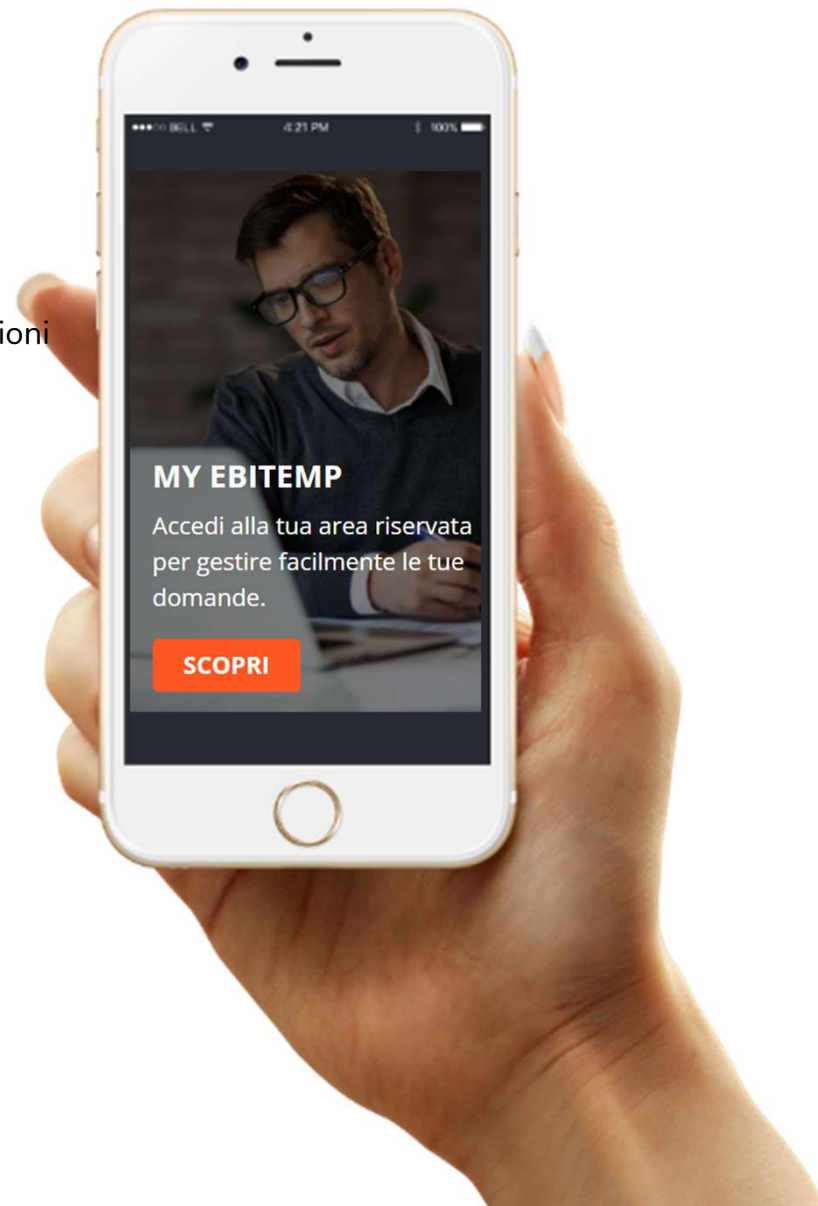 BELL 4:21 PM 100%
ioni
MY EBITEMP
Accedi alla tua area riservata
per gestire facilmente le tue
domande.
SCOPRI